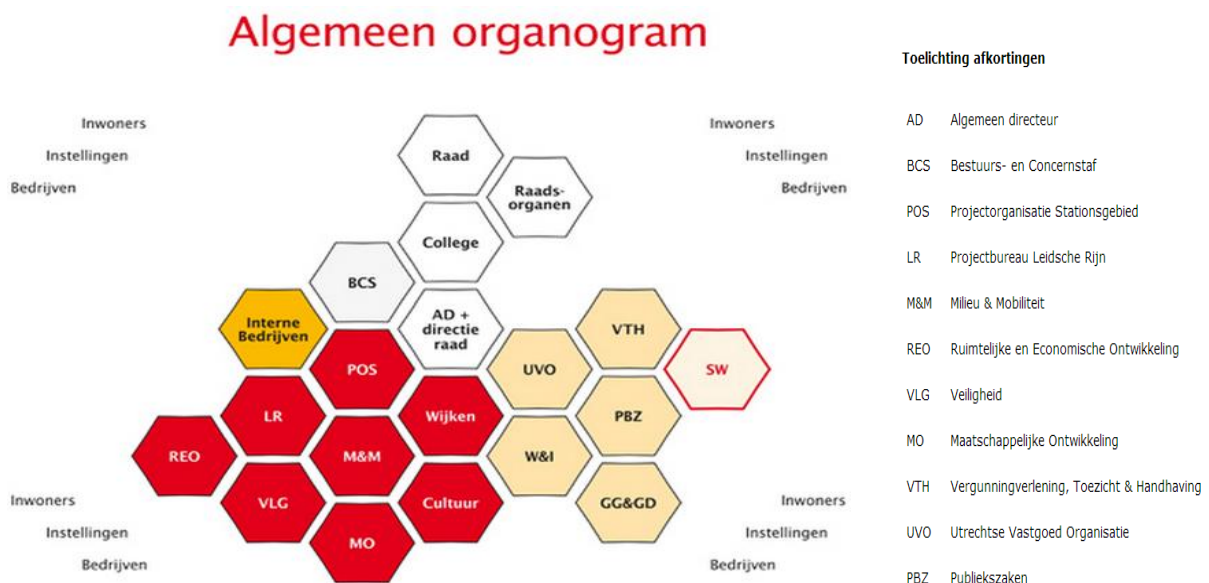 Algemeen organogram
Inwoners
Instellingen
Bedrijven
Inwoners
Instellingen
Bedrijven
Raad
Raads-
organen
College
BCS
Interne
Bedrijven
AD +
directie
raad
VTH
POS
UVO
SW
LR
Wijken
PBZ
REO
M&M
W&I
VLG
Cultuur
GG&GD
MO
Inwoners
Instellingen
Bedrijven
Inwoners
Instellingen
Bedrijven
Toelichting afkortingen
AD Algemeen directeur
BCS Bestuurs- en Concernstaf
POS Projectorganisatie Stationsgebied
LR Projectbureau Leidsche Rijn
M&M Milieu & Mobiliteit
REO Ruimtelijke en Economische Ontwikkeling
VLG Veiligheid
MO Maatschappelijke Ontwikkeling
VTH Vergunningverlening, Toezicht & Handhaving
UVO Utrechtse Vastgoed Organisatie
PBZ Publiekszaken